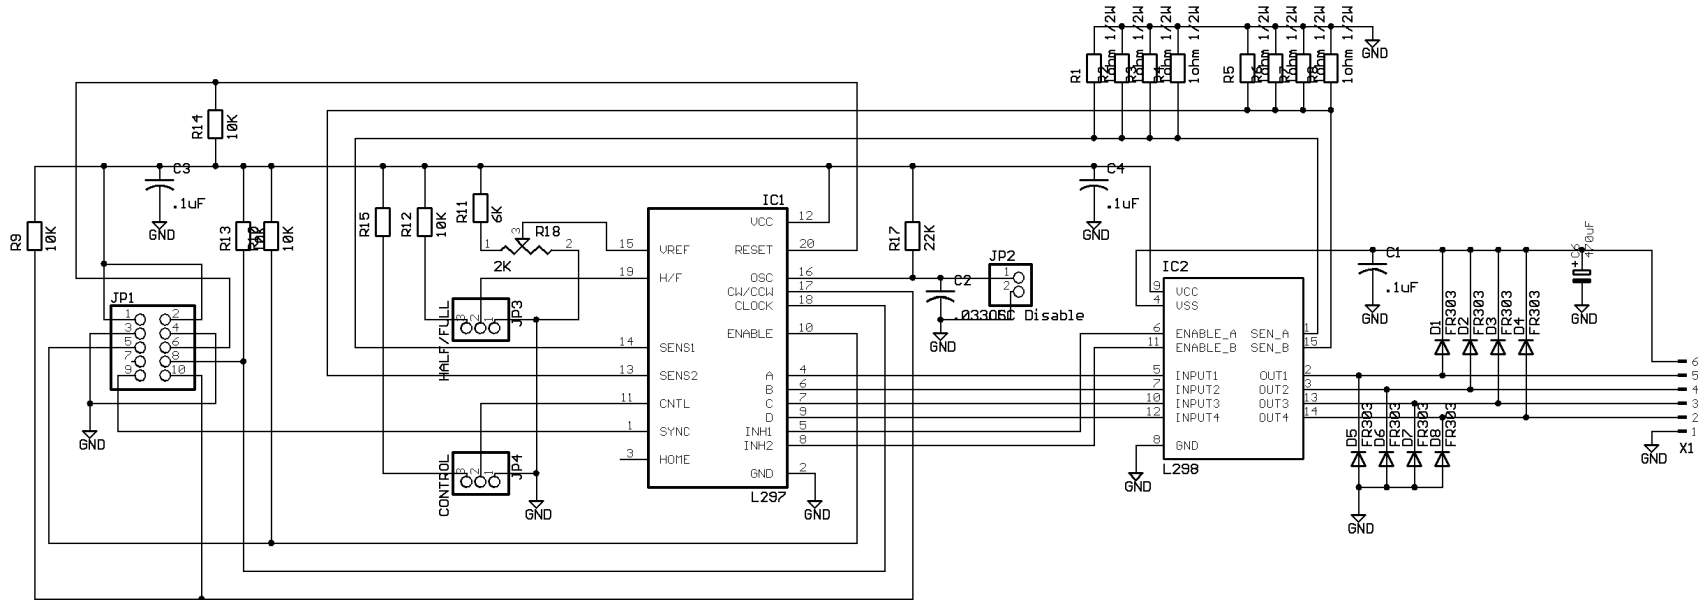 R1
R2
R3
R4
1ohm 1/2W
1ohm 1/2W
1ohm 1/2W
1ohm 1/2W
R5
R6
R7
R8
1ohm 1/2W
1ohm 1/2W
1ohm 1/2W
1ohm 1/2W
GND
R14
10K
C3
.1uF
GND
R9
10K
R13
10K
10K
R15
R12
10K
R11
6K
R18
1
3
2
2K
IC1
VCC 12
15 VREF
RESET 20
19 H/F
OSC 16
CW/CCW 17
CLOCK 18
ENABLE 10
14 SENS1
13 SENS2
A 4
B 6
11 CNTL
C 7
D 9
1 SYNC
INH1 5
INH2 8
3 HOME
GND 2
L297
GND
R17
22K
C2
JP2
1
2
OSC Disable
GND
C4
.1uF
GND
IC2
9 VCC
4 VSS
6 ENABLE_A
SEN_A 1
11 ENABLE_B
SEN_B 15
5 INPUT1
OUT1 2
7 INPUT2
OUT2 3
10 INPUT3
OUT3 13
12 INPUT4
OUT4 14
8 GND
L298
GND
C1
.1uF
GND
D1
FR303
D2
FR303
D3
FR303
D4
FR303
C6
470uF
+
GND
D5
FR303
D6
FR303
D7
FR303
D8
FR303
GND
6
5
4
3
2
1
X1
GND
JP1
1 2
3 4
5 6
7 8
9 10
GND
HALF/FULL
3 2 1
JP3
CONTROL
3 2 1
JP4
GND